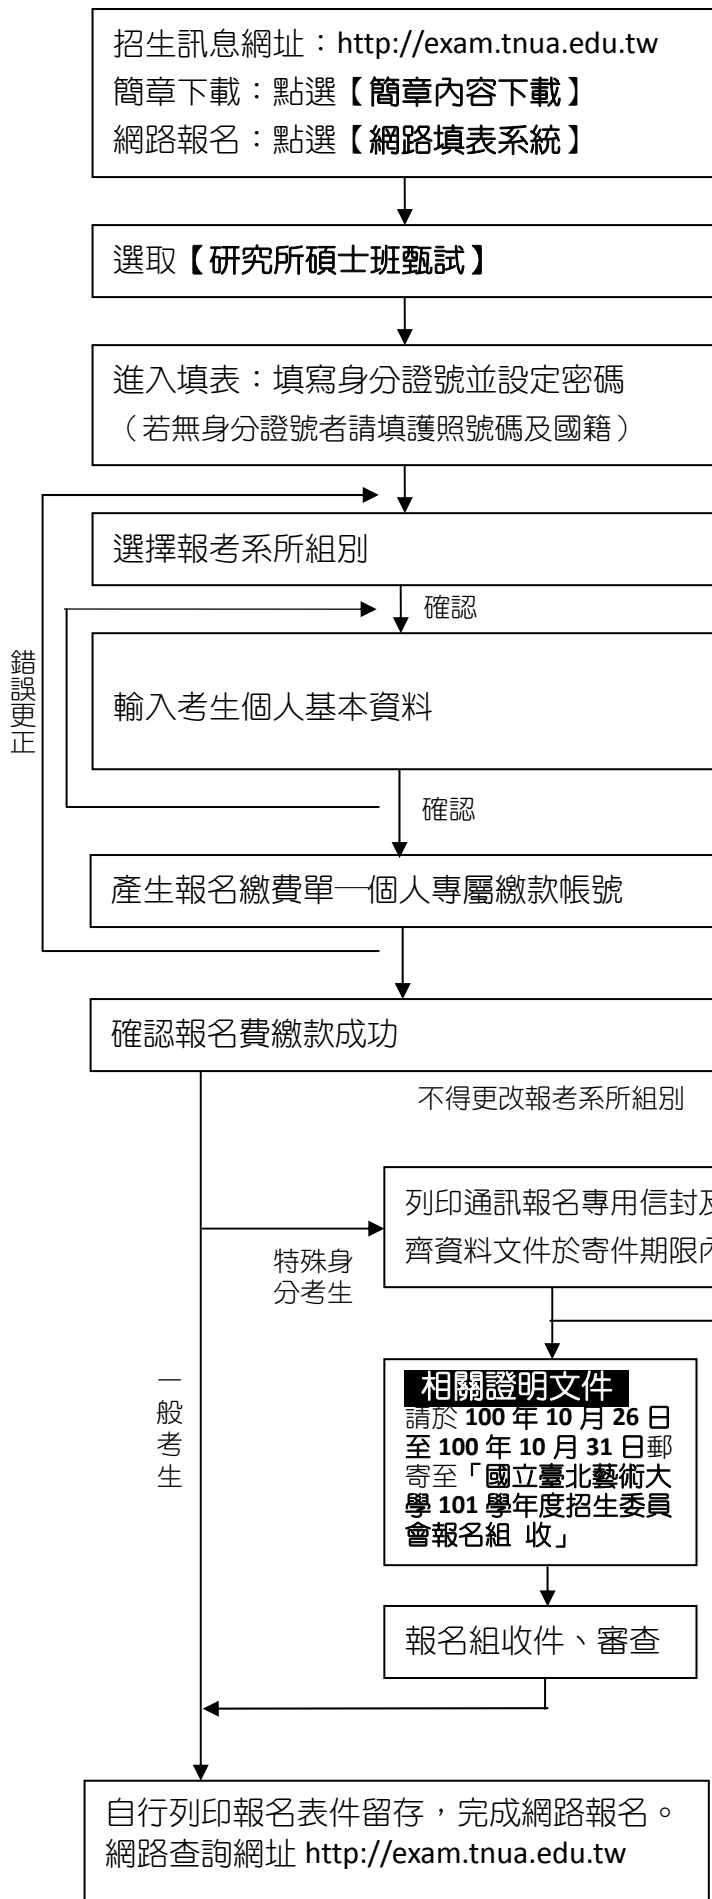 招生訊息網址：http://exam.tnua.edu.tw
簡章下載：點選【簡章內容下載】
網路報名：點選【網路填表系統】
選取【研究所碩士班甄試】
進入填表：填寫身分證號並設定密碼
（若無身分證號者請填護照號碼及國籍）
選擇報考系所組別
確認
錯誤更正
輸入考生個人基本資料
確認
產生報名繳費單─個人專屬繳款帳號
確認報名費繳款成功
不得更改報考系所組別
列印通訊報名專用信封
齊資料文件於寄件期限
特殊身
分考生
一般考生
相關證明文件
請於 100 年 10 月 26 日
至 100 年 10 月 31 日郵
寄至「國立臺北藝術大
學 101 學年度招生委員
會報名組 收」
報名組收件、審查
自行列印報名表件留存，完成網路報名。
網路查詢網址 http://exam.tnua.edu.tw